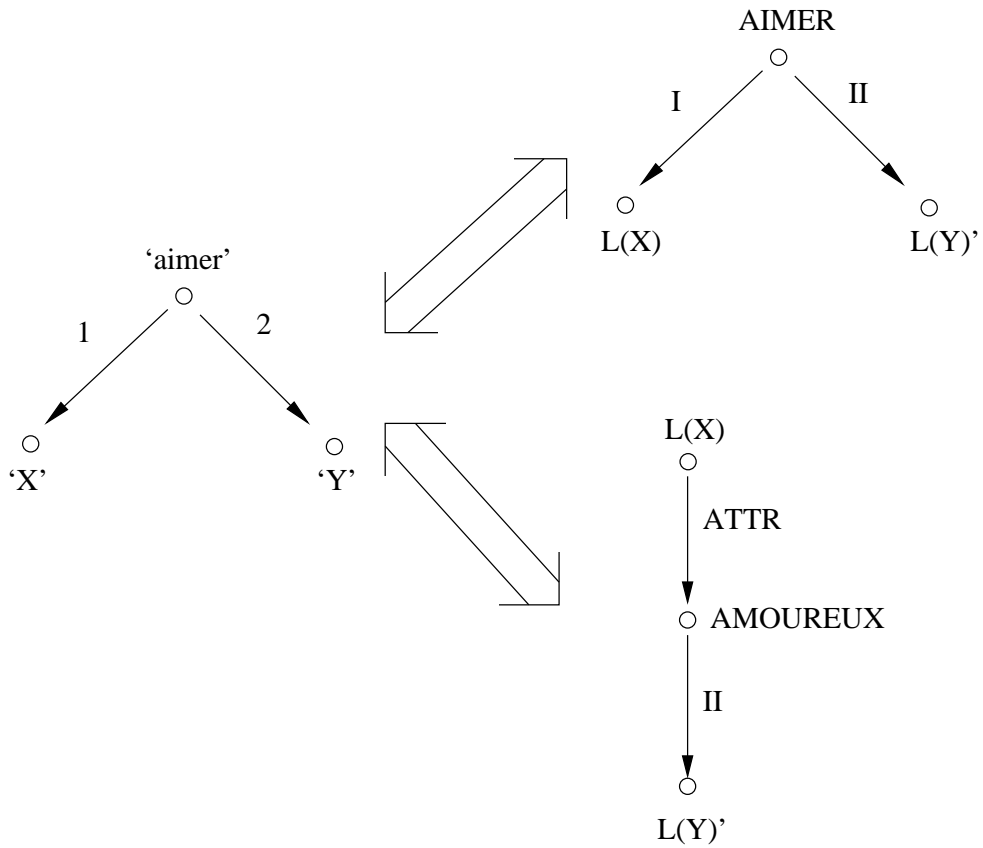 AIMER
I
II
L(X)
L(Y)’
‘aimer’
1
2
‘X’
‘Y’
L(X)
ATTR
AMOUREUX
II
L(Y)’